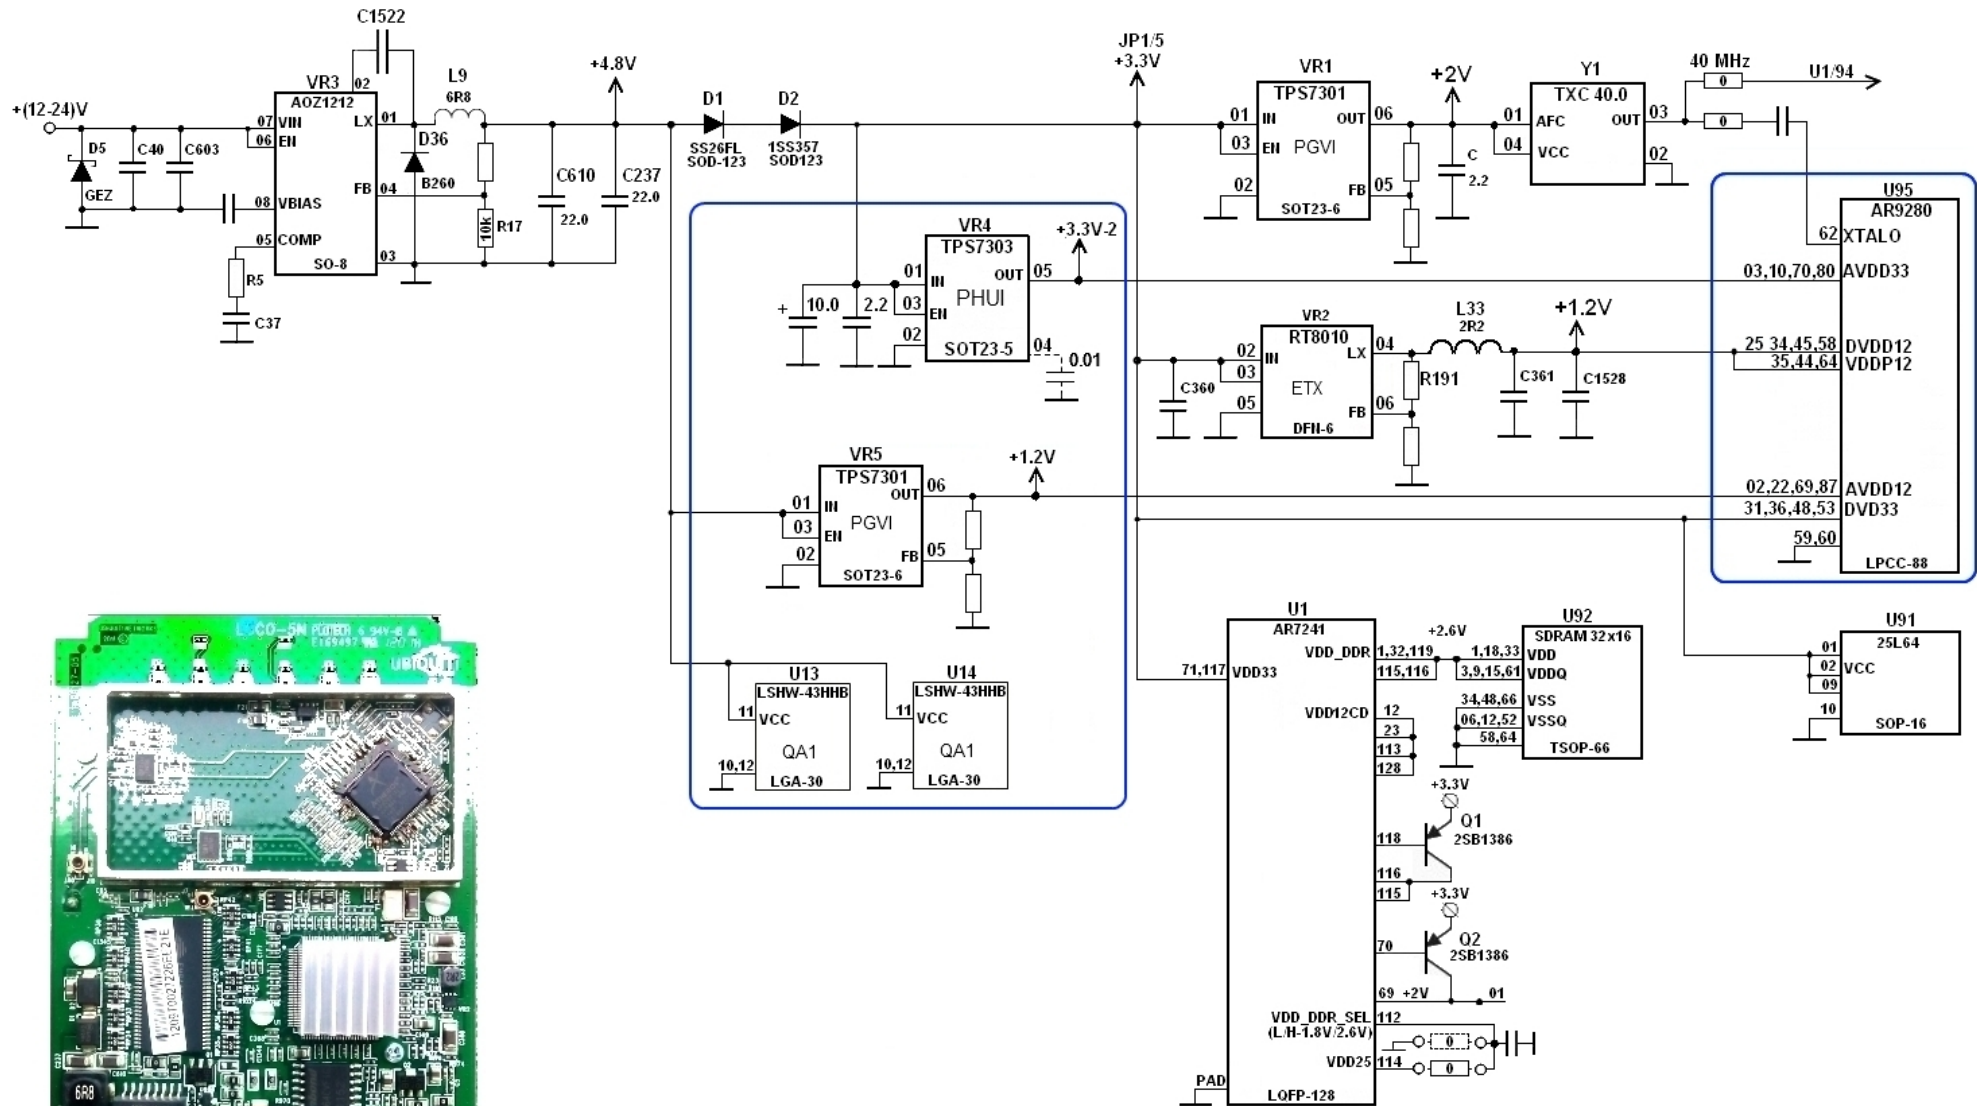 C1522
VR3
02
AOZ1212
L9
6R8
+4.8V
+(12-24)V
07 VIN
06 EN
LX 01
D5
C40
C603
GEZ
D36
B260
FB 04
08 VBIAS
05 COMP
03
SO-8
R5
C37
10k
R17
C610
22.0
C237
22.0
D1
SS26FL
SOD-123
D2
1SS357
SOD123
JP1/5
+3.3V
VR1
TPS7301
01 IN
OUT 06
03 EN
PGVI
02
FB 05
SOT23-6
+2V
C
2.2
Y1
TXC 40.0
01 AFC
OUT 03
04 VCC
02
40 MHz
0
U1/94
0
U95
AR9280
62 XTALO
03,10,70,80 AVDD33
25 34,45,58 DVDD12
35,44,64 VDDP12
02,22,69,87 AVDD12
31,36,48,53 DVD33
59,60
LPCC-88
VR4
TPS7303
01 IN
OUT 05
03 EN
PHUI
02
SOT23-5
04
0.01
+ 10.0
2.2
+3.3V-2
VR2
RT8010
02 IN
LX 04
03
ETX
05
FB 06
DFN-6
C360
R191
L33
2R2
+1.2V
C361
C1528
VR5
TPS7301
01 IN
OUT 06
03 EN
PGVI
02
FB 05
SOT23-6
+1.2V
U13
LSHW-43HHB
11 VCC
QA1
10,12
LGA-30
U14
LSHW-43HHB
11 VCC
QA1
10,12
LGA-30
U1
AR7241
71,117 VDD33
VDD_DDR 1,32,119
115,116
+2.6V
VDD12CD 12
23
113
128
118
116
115
70
69 +2V
01
VDD_DDR_SEL 112
(L/H-1.8V/2.6V)
0
VDD25 114
0
PAD
LQFP-128
+3.3V
Q1
2SB1386
+3.3V
Q2
2SB1386
U92
SDRAM 32x16
1,18,33 VDD
3,9,15,61 VDDQ
34,48,66 VSS
06,12,52 VSSQ
58,64
TSOP-66
U91
25L64
01
02 VCC
09
10
SOP-16
6R8